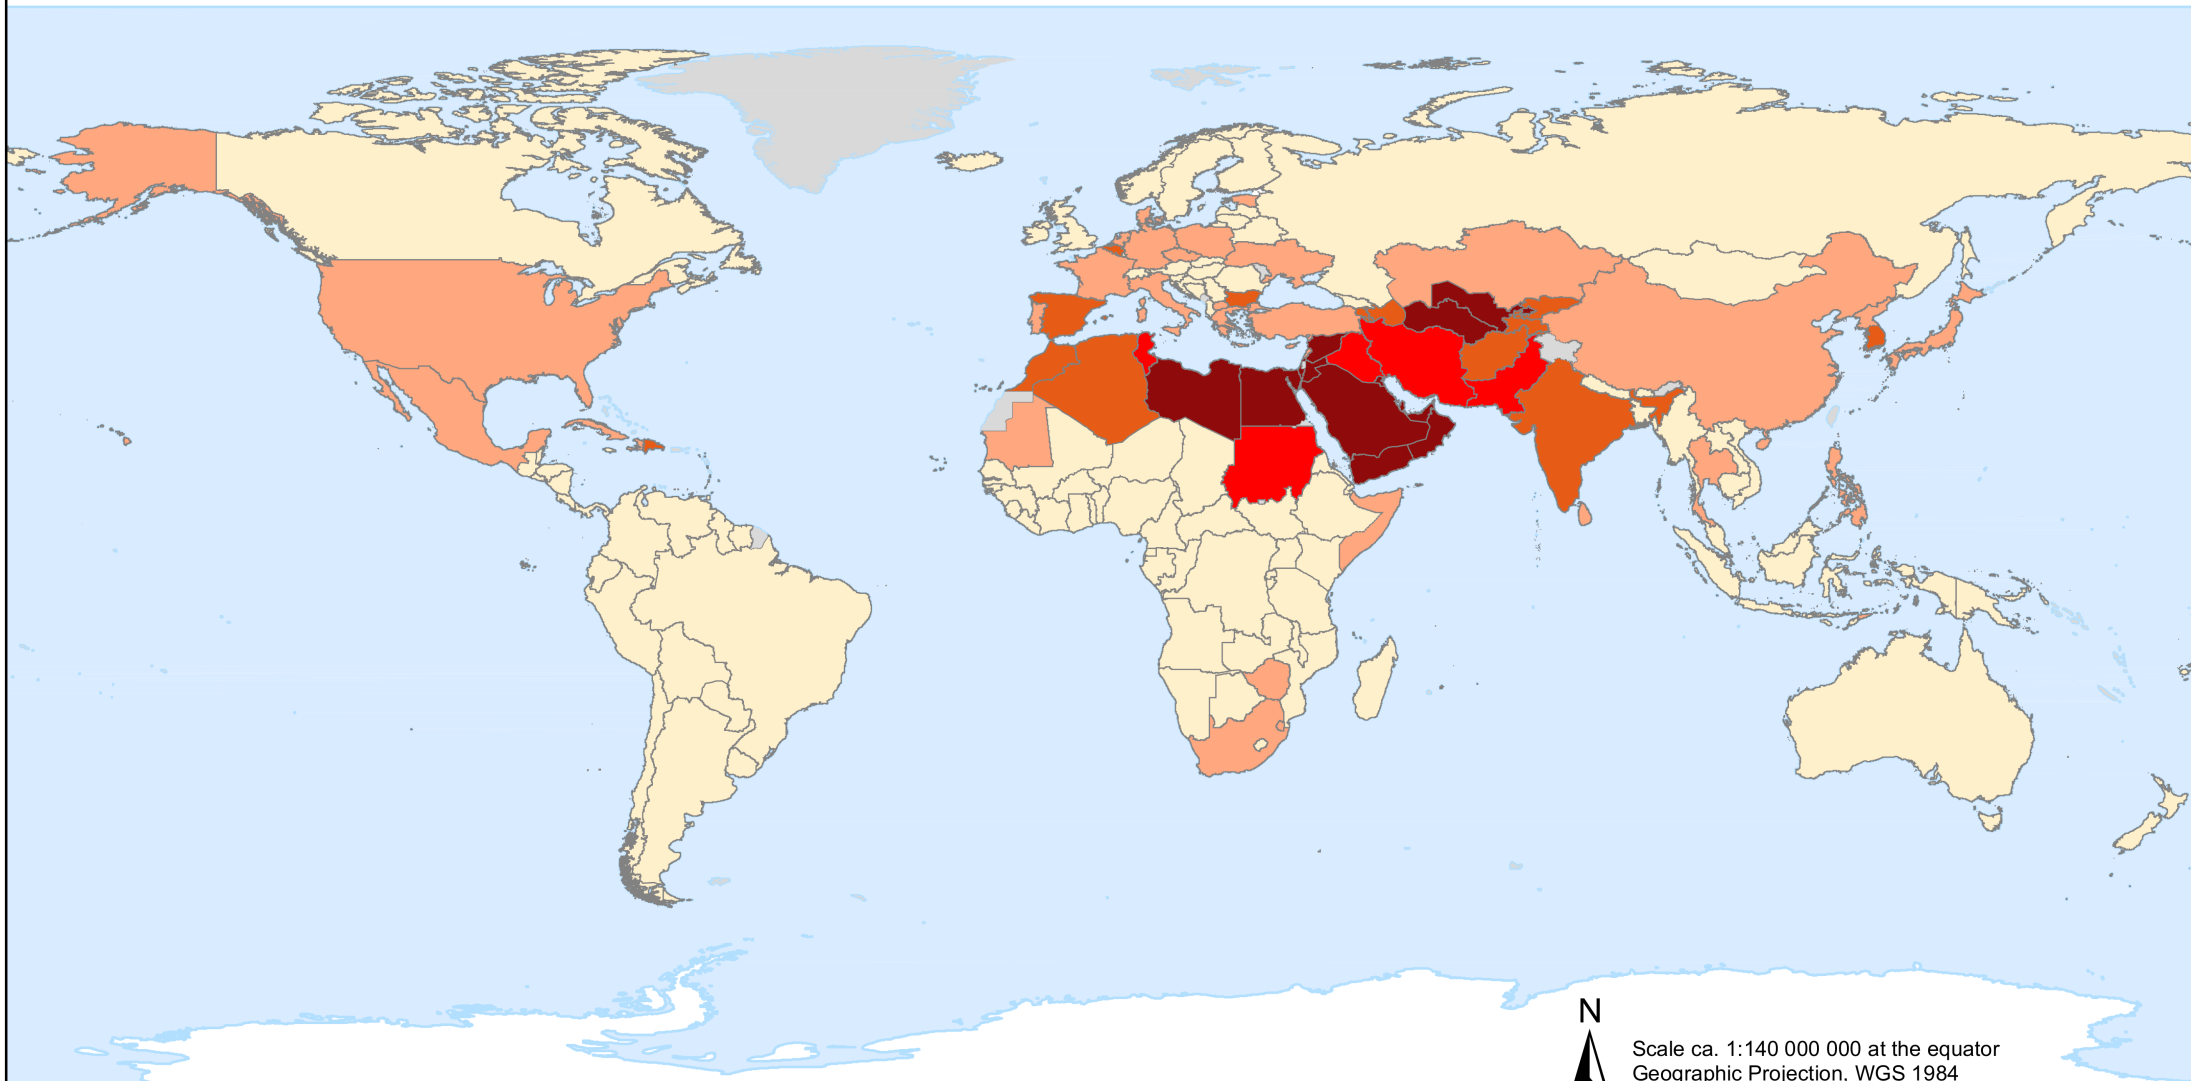 N
Scale ca. 1:140 000 000 at the equator
Geographic Projection, WGS 1984